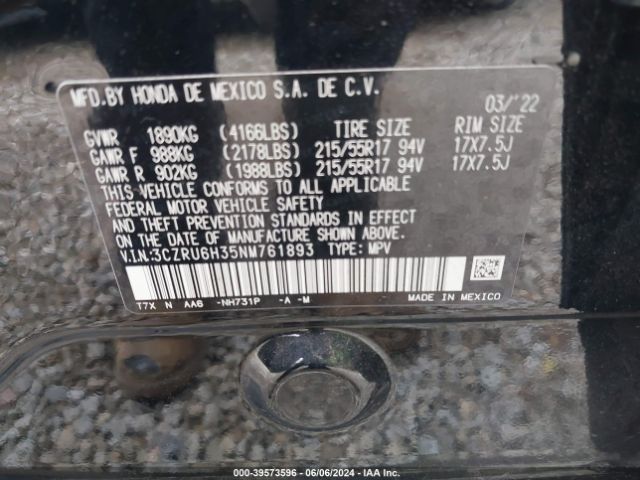 MFD.BY HONDA DE MEXICO S.A. DE C.V.
03/'22
GVWR 1890KG (4166LBS) TIRE SIZE RIM SIZE
GAWR F 988KG (2178LBS) 215/55R17 94V 17X7.5J
GAWR R 902KG (1988LBS) 215/55R17 94V 17X7.5J
THIS VEHICLE CONFORMS TO ALL APPLICABLE
FEDERAL MOTOR VEHICLE SAFETY
AND THEFT PREVENTION STANDARDS IN EFFECT
ON THE DATE OF MANUFACTURE SHOWN ABOVE.
V.I.N.:3CZRU6H35NM761893 TYPE: MPV
T7X N AA6 -NH731P -A -M MADE IN MEXICO
000-39573596 - 06/06/2024 - IAA Inc.